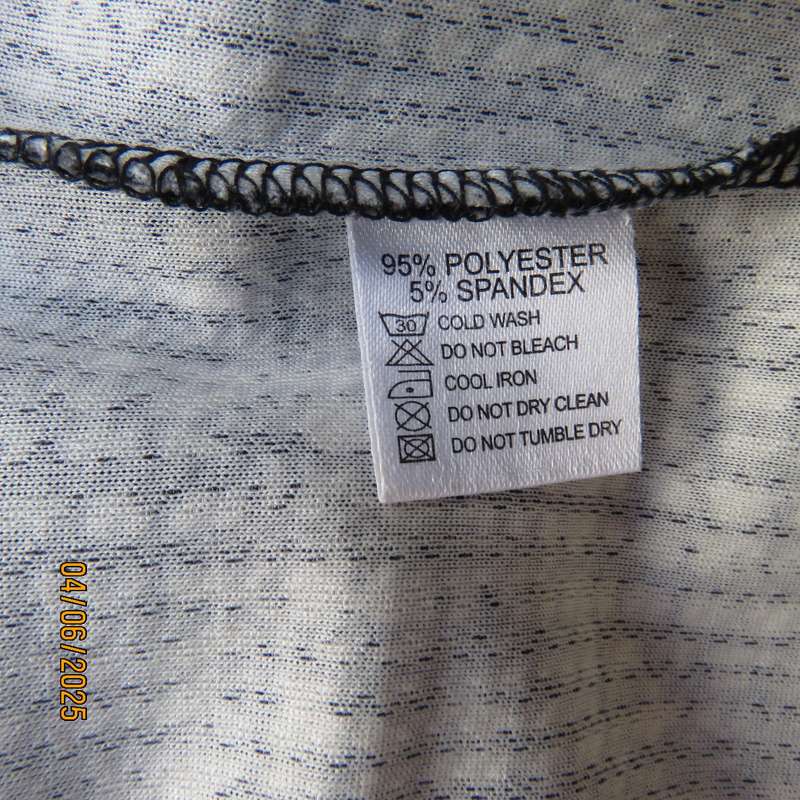 95% POLYESTER
5% SPANDEX
30 COLD WASH
DO NOT BLEACH
COOL IRON
DO NOT DRY CLEAN
DO NOT TUMBLE DRY
04/06/2025